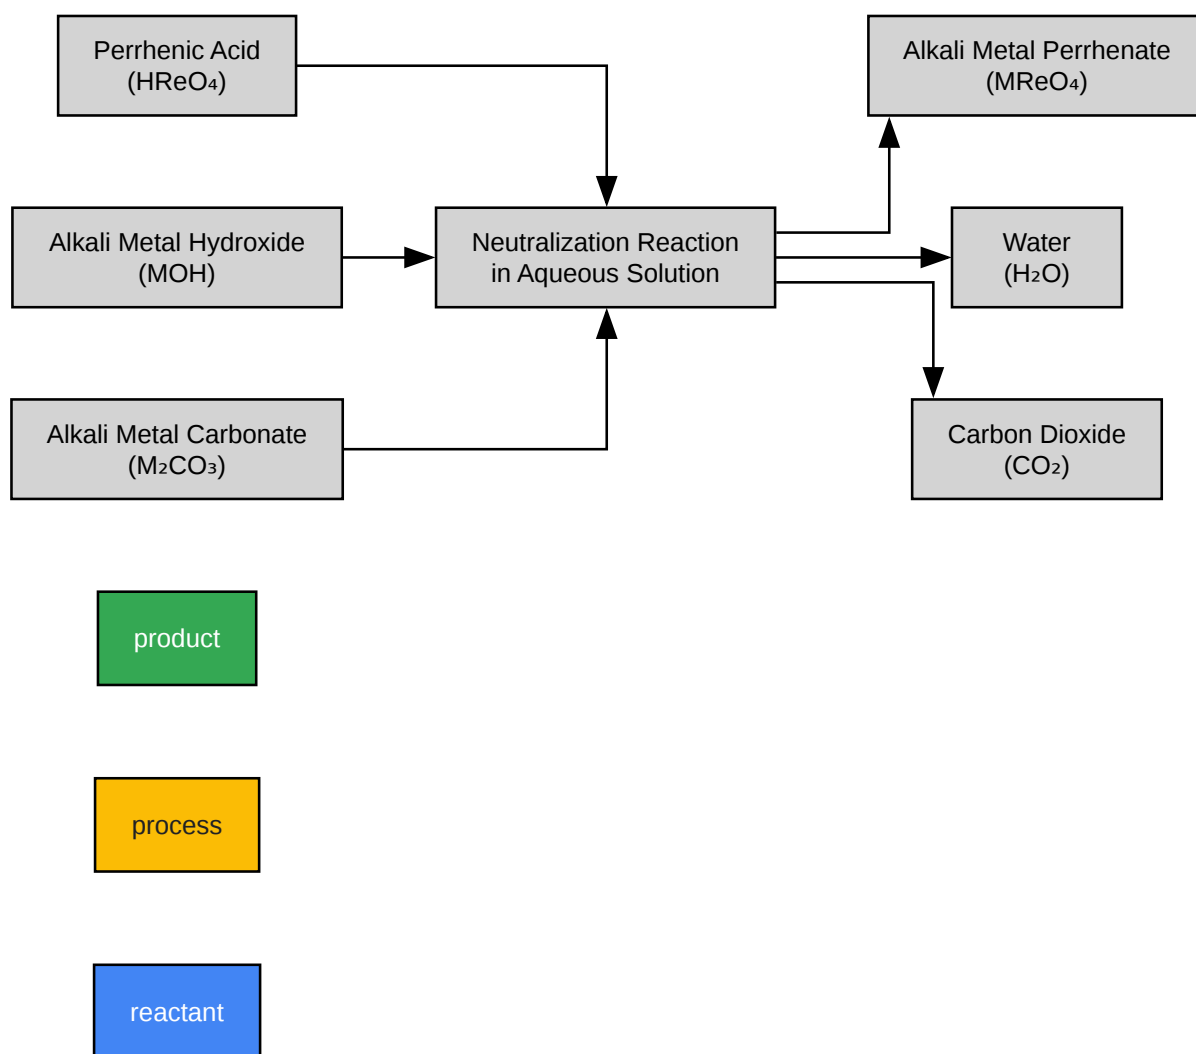 Perrhenic Acid
(HReO₄)
Alkali Metal Perrhenate
(MReO₄)
Alkali Metal Hydroxide
(MOH)
Neutralization Reaction
in Aqueous Solution
Water
(H₂O)
Alkali Metal Carbonate
(M₂CO₃)
Carbon Dioxide
(CO₂)
product
process
reactant